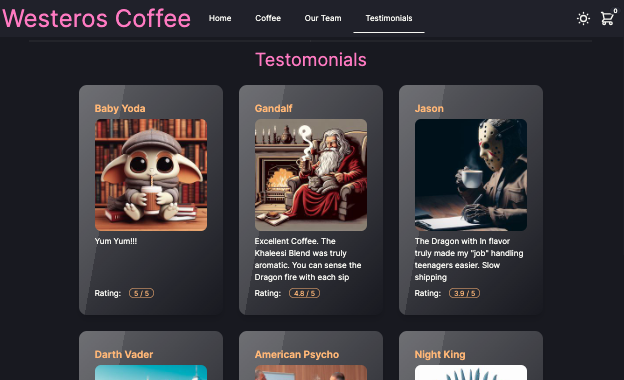 Westeros Coffee
Home
Coffee
Our Team
Testimonials
0
Testomonials
Baby Yoda
Yum Yum!!!
Rating: 5 / 5
Gandalf
Excellent Coffee. The
Khaleesi Blend was truly
aromatic. You can sense the
Dragon fire with each sip
Rating: 4.8 / 5
Jason
The Dragon with In flavor
truly made my "job" handling
teenagers easier. Slow
shipping
Rating: 3.9 / 5
Darth Vader
American Psycho
Night King